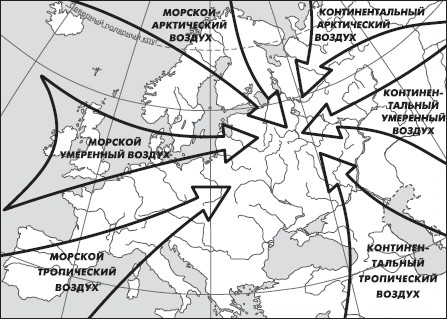 Северный полярный круг
МОРСКОЙ
АРКТИЧЕСКИЙ
ВОЗДУХ
КОНТИНЕНТАЛЬНЫЙ
АРКТИЧЕСКИЙ
ВОЗДУХ
КОНТИНЕН-
ТАЛЬНЫЙ
УМЕРЕННЫЙ
ВОЗДУХ
МОРСКОЙ
УМЕРЕННЫЙ ВОЗДУХ
МОРСКОЙ
ТРОПИЧЕСКИЙ
ВОЗДУХ
КОНТИНЕН-
ТАЛЬНЫЙ
ТРОПИЧЕСКИЙ
ВОЗДУХ